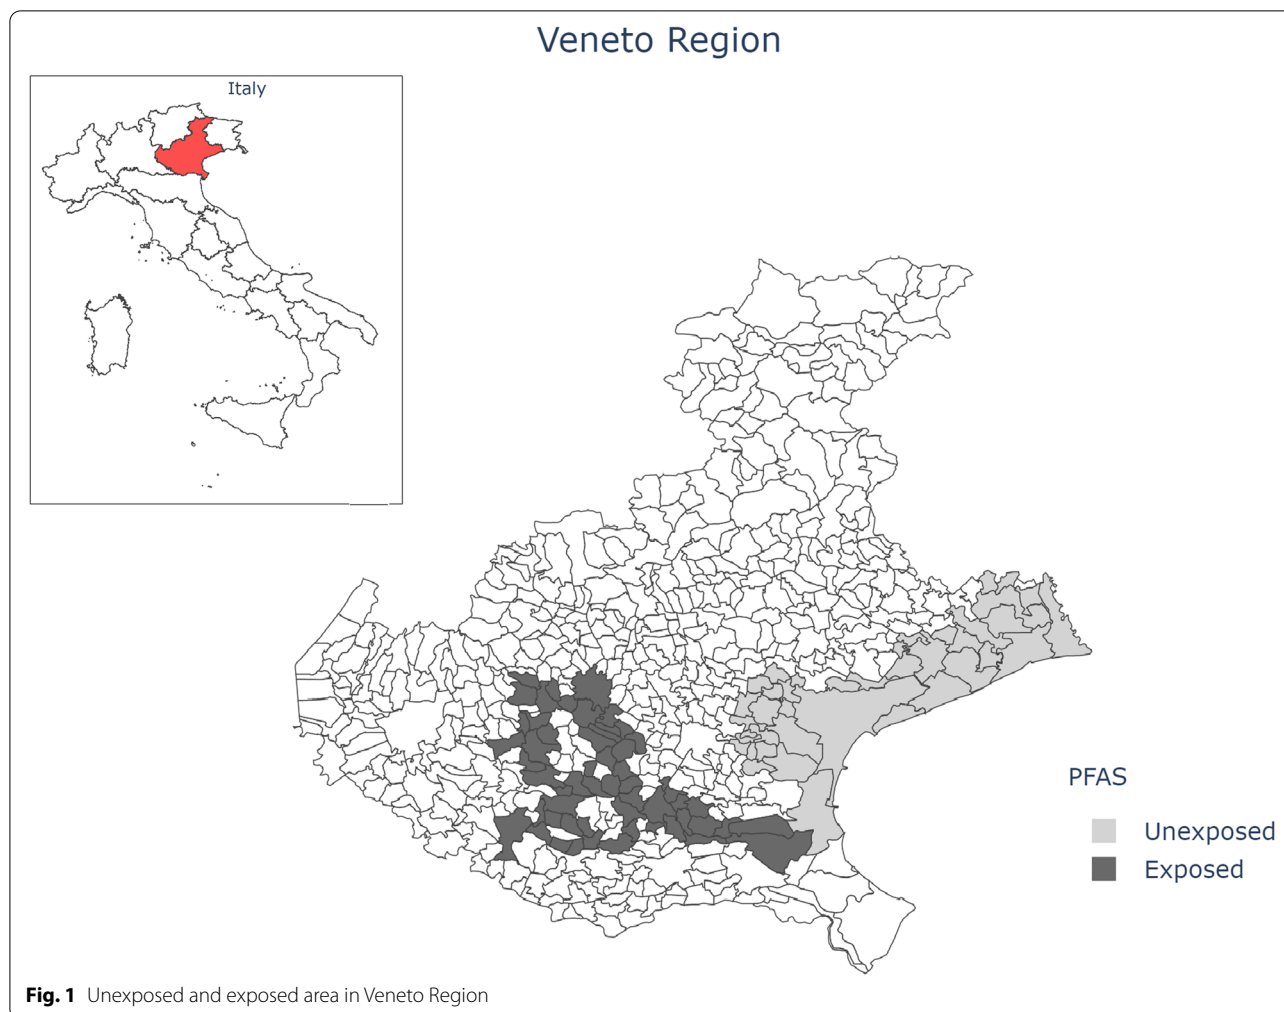 Veneto Region
Italy
PFAS
Unexposed
Exposed
Fig. 1 Unexposed and exposed area in Veneto Region